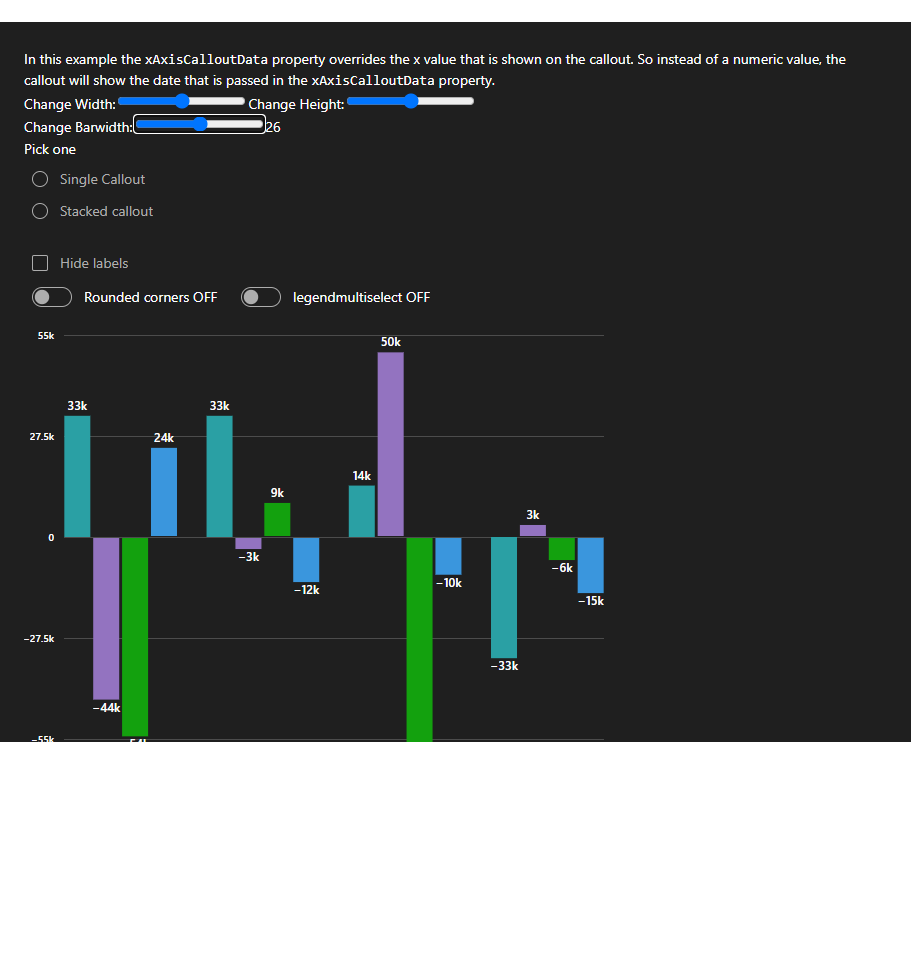 In this example the xAxisCalloutData property overrides the x value that is shown on the callout. So instead of a numeric value, the
callout will show the date that is passed in the xAxisCalloutData property.
Change Width: Change Height:
Change Barwidth: 26
Pick one
Single Callout
Stacked callout
Hide labels
Rounded corners OFF legendmultiselect OFF
55k
50k
33k 33k
27.5k 24k
14k
9k
3k
0
−3k −6k
−10k
−12k −15k
−27.5k
−33k
−44k
−55k